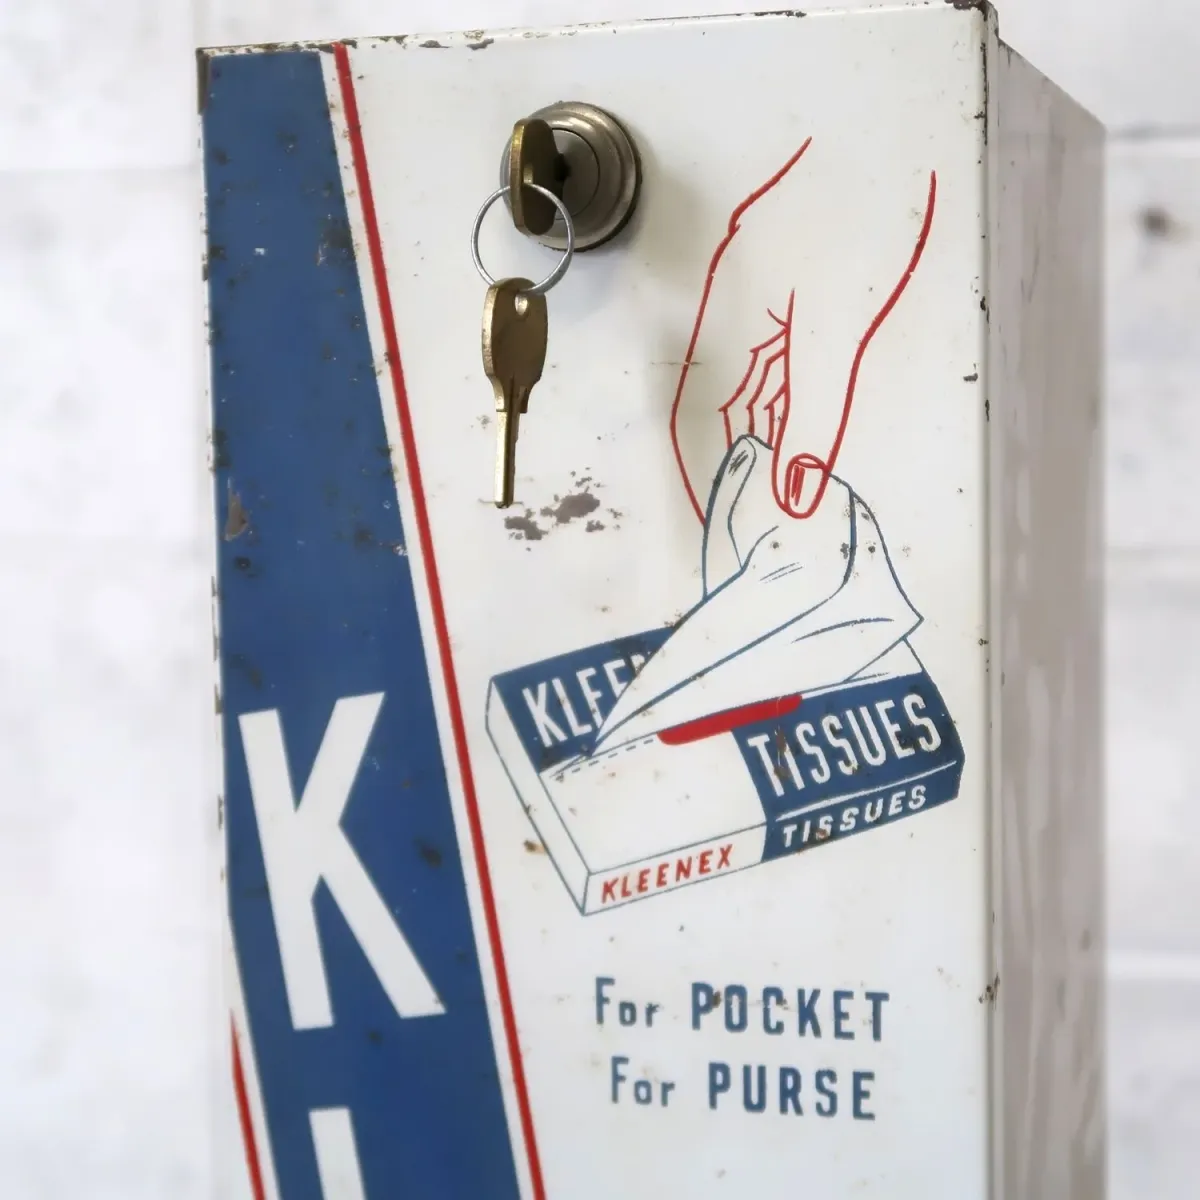 K
KLEE
TISSUES
KLEENEX TISSUES
For POCKET
For PURSE